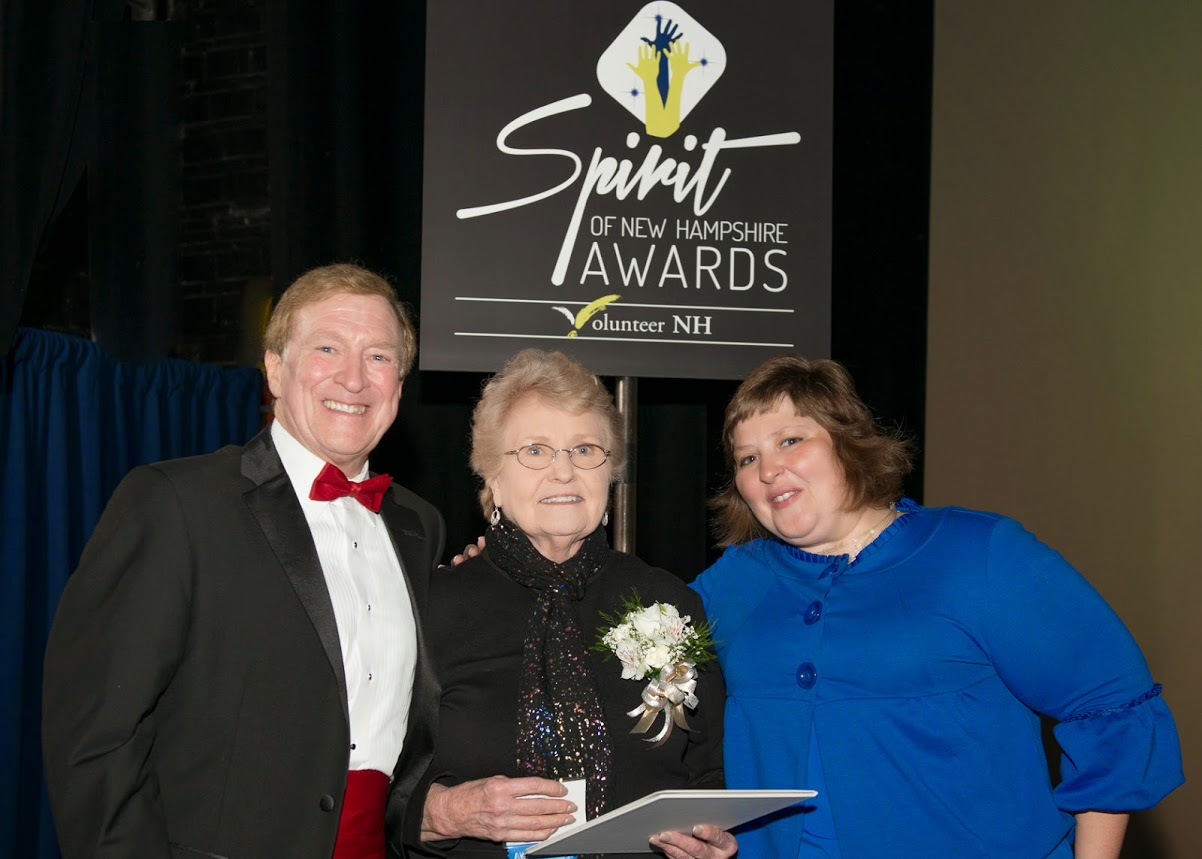 Spirit
OF NEW HAMPSHIRE
AWARDS
Volunteer NH